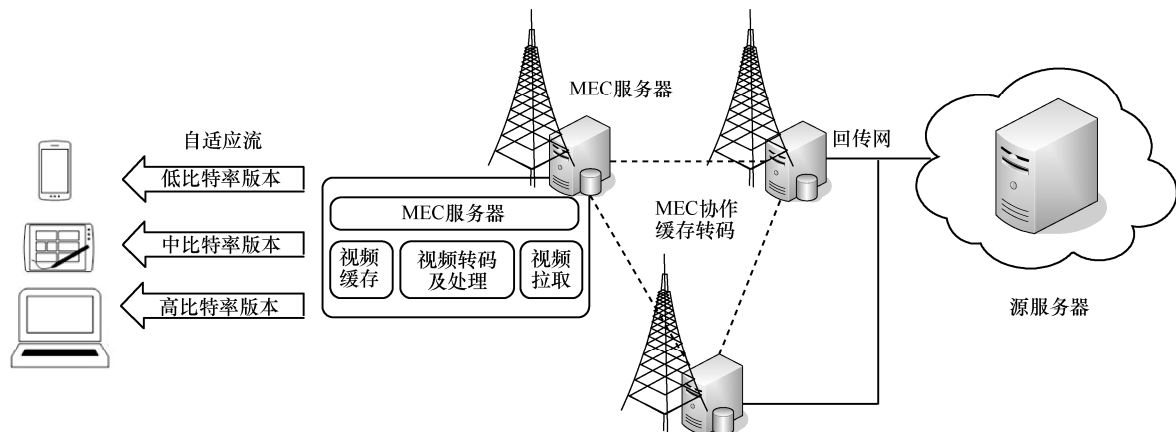 自适应流
低比特率版本
中比特率版本
高比特率版本
MEC服务器
MEC服务器
视频
缓存
视频转码
及处理
视频
拉取
MEC协作
缓存转码
回传网
源服务器